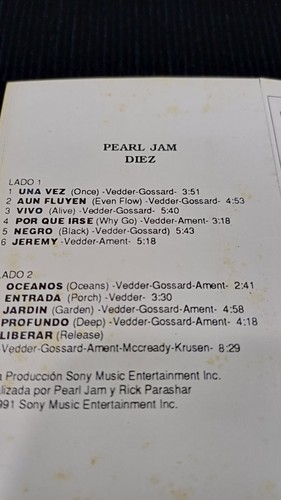 PEARL JAM
DIEZ
LADO 1
1 UNA VEZ (Once) -Vedder-Gossard- 3:51
2 AUN FLUYEN (Even Flow) -Vedder-Gossard- 4:53
3 VIVO (Alive) -Vedder-Gossard- 5:40
4 POR QUE IRSE (Why Go) -Vedder-Ament- 3:18
5 NEGRO (Black) -Vedder-Gossard) 5:43
6 JEREMY -Vedder-Ament- 5:18
LADO 2
OCEANOS (Oceans) -Vedder-Gossard-Ament- 2:41
ENTRADA (Porch) -Vedder- 3:30
JARDIN (Garden) -Vedder-Gossard-Ament- 4:58
PROFUNDO (Deep) -Vedder-Gossard-Ament- 4:18
LIBERAR (Release)
-Vedder-Gossard-Ament-Mccready-Krusen- 8:29
a Producción Sony Music Entertainment Inc.
lizada por Pearl Jam y Rick Parashar
991 Sony Music Entertainment Inc.